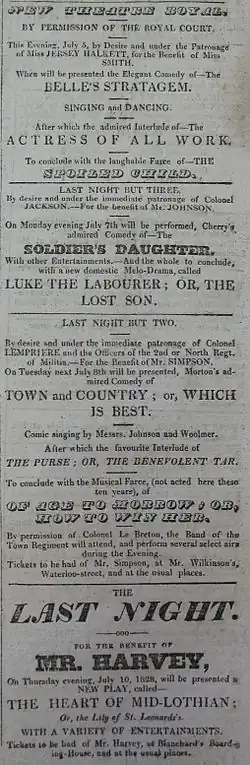 NEW THEATRE ROYAL.
BY PERMISSION OF THE ROYAL COURT.
This Evening, July 5, by Desire and under the Patronage
of Miss JERSEY HALKETT, for the Benefit of Miss
SMITH.
When will be presented the Elegant Comedy of—The
BELLE'S STRATAGEM.
SINGING and DANCING.
After which the admired Interlude of—The
ACTRESS OF ALL WORK.
To conclude with the laughable Farce of—THE
SPOILED CHILD.
LAST NIGHT BUT THREE.
By desire and under the immediate patronage of Colonel
JACKSON.—For the benefit of Mr. JOHNSON.
On Monday evening July 7th will be performed, Cherry's
admired Comedy of—The
SOLDIER'S DAUGHTER.
With other Entertainments.—And the whole to conclude,
with a new domestic Melo-Drama, called
LUKE THE LABOURER; OR, THE
LOST SON.
LAST NIGHT BUT TWO.
By desire and under the immediate patronage of Colonel
LEMPRIERE and the Officers of the 2nd or North Regt.
of Militia.—For the Benefit of Mr. SIMPSON.
On Tuesday next July 8th will be presented, Morton's ad-
mired Comedy of
TOWN and COUNTRY; or, WHICH
IS BEST.
Comic singing by Messrs. Johnson and Woolmer.
After which the favourite Interlude of
THE PURSE; OR, THE BENEVOLENT TAR.
To conclude with the Musical Farce, (not acted here these
ten years), of
OF AGE TO MORROW; OR,
HOW TO WIN HER.
By permission of Colonel Le Breton, the Band of the
Town Regiment will attend, and perform several select airs
during the Evening.
Tickets to be had of Mr. Simpson, at Mr. Wilkinson's,
Waterloo-street, and at the usual places.
THE
LAST NIGHT.
FOR THE BENEFIT OF
MR. HARVEY,
On Thursday evening, July 10, 1828, will be presented a
NEW PLAY, called—
THE HEART OF MID-LOTHIAN;
Or, the Lily of St. Leonards's.
WITH A VARIETY OF ENTERTAINMENTS.
Tickets to be had of Mr. Harvey, at Blanchard's Board-
ing-House, and at the usual places.